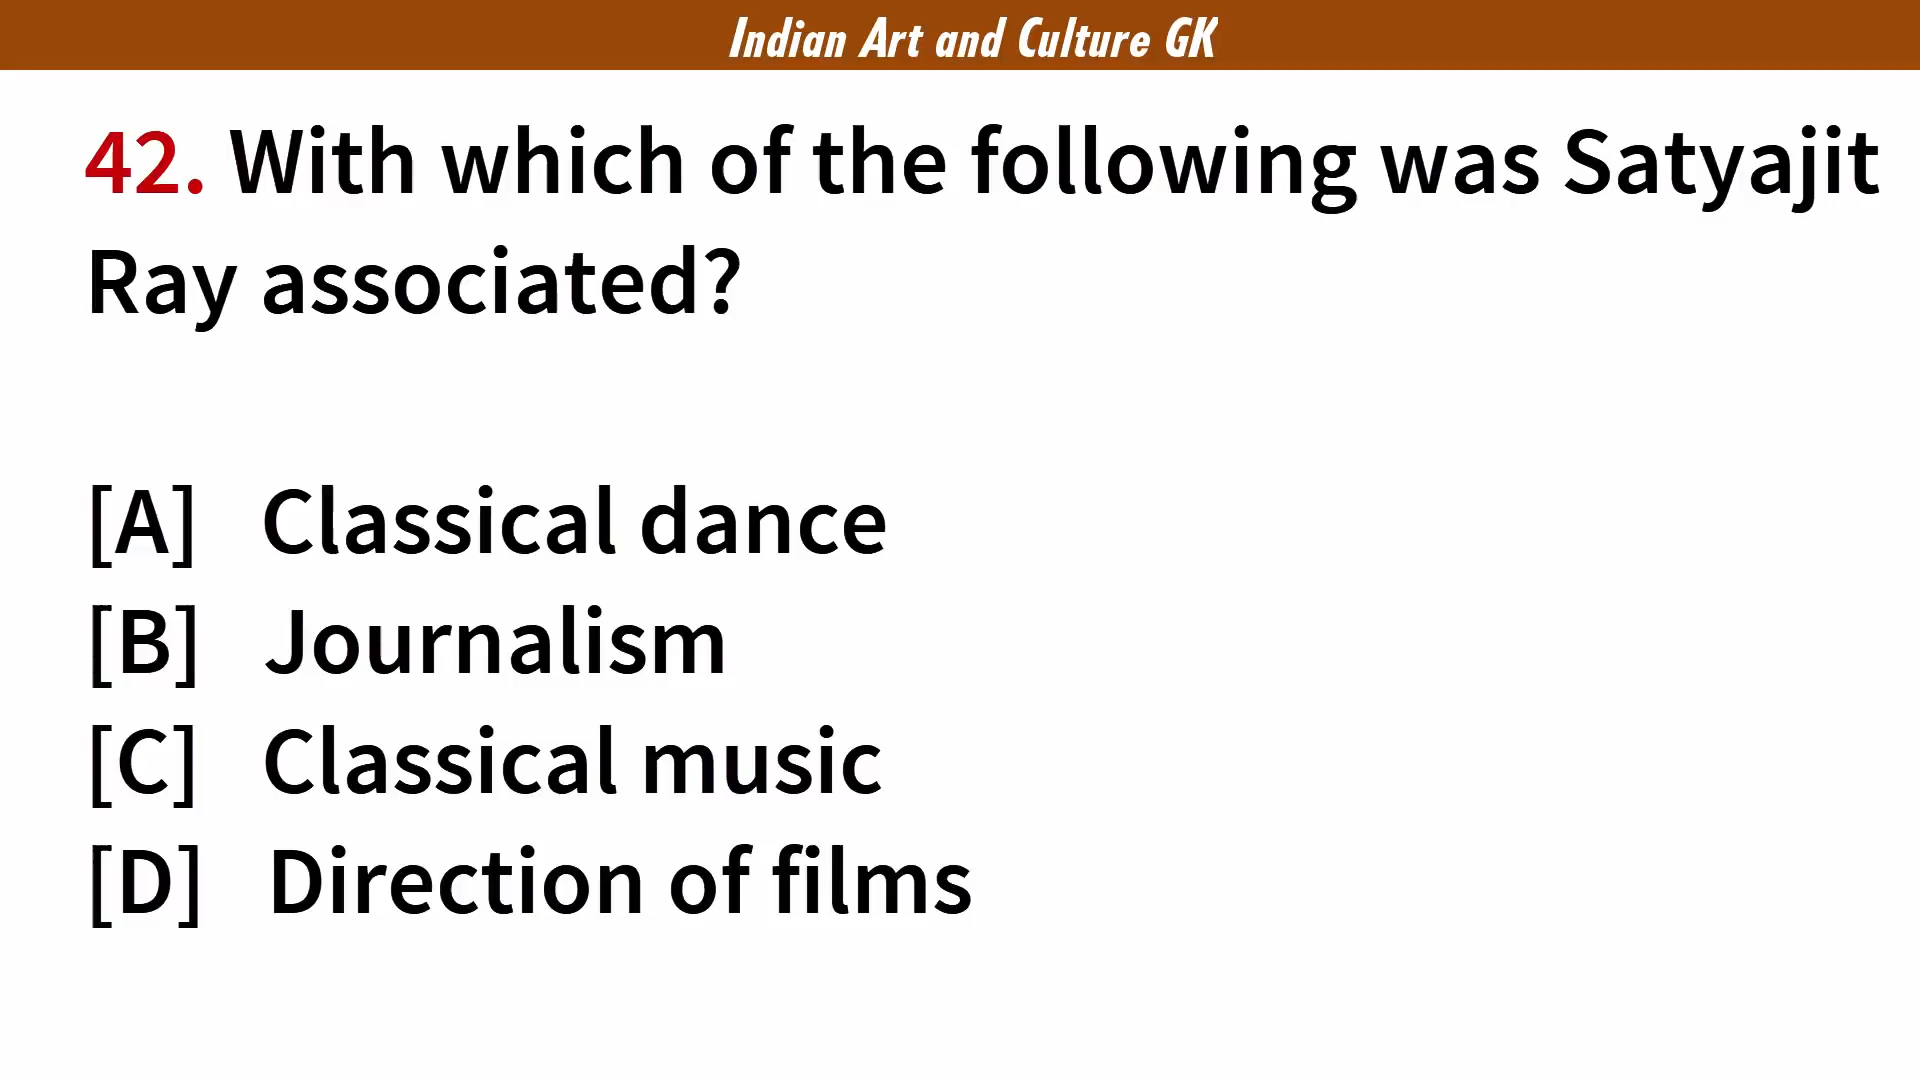 Indian Art and Culture GK
42. With which of the following was Satyajit
Ray associated?
[A] Classical dance
[B] Journalism
[C] Classical music
[D] Direction of films